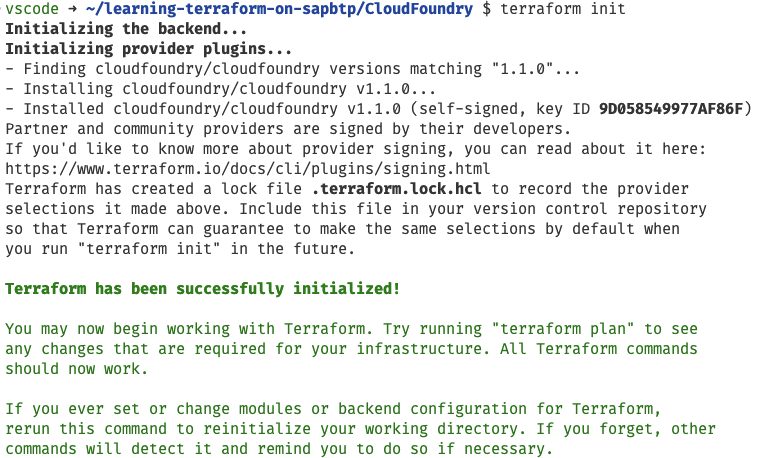 vscode → ~/learning-terraform-on-sapbtp/CloudFoundry $ terraform init
Initializing the backend...
Initializing provider plugins...
- Finding cloudfoundry/cloudfoundry versions matching "1.1.0"...
- Installing cloudfoundry/cloudfoundry v1.1.0...
- Installed cloudfoundry/cloudfoundry v1.1.0 (self-signed, key ID 9D058549977AF86F)
Partner and community providers are signed by their developers.
If you'd like to know more about provider signing, you can read about it here:
https://www.terraform.io/docs/cli/plugins/signing.html
Terraform has created a lock file .terraform.lock.hcl to record the provider
selections it made above. Include this file in your version control repository
so that Terraform can guarantee to make the same selections by default when
you run "terraform init" in the future.
Terraform has been successfully initialized!
You may now begin working with Terraform. Try running "terraform plan" to see
any changes that are required for your infrastructure. All Terraform commands
should now work.
If you ever set or change modules or backend configuration for Terraform,
rerun this command to reinitialize your working directory. If you forget, other
commands will detect it and remind you to do so if necessary.